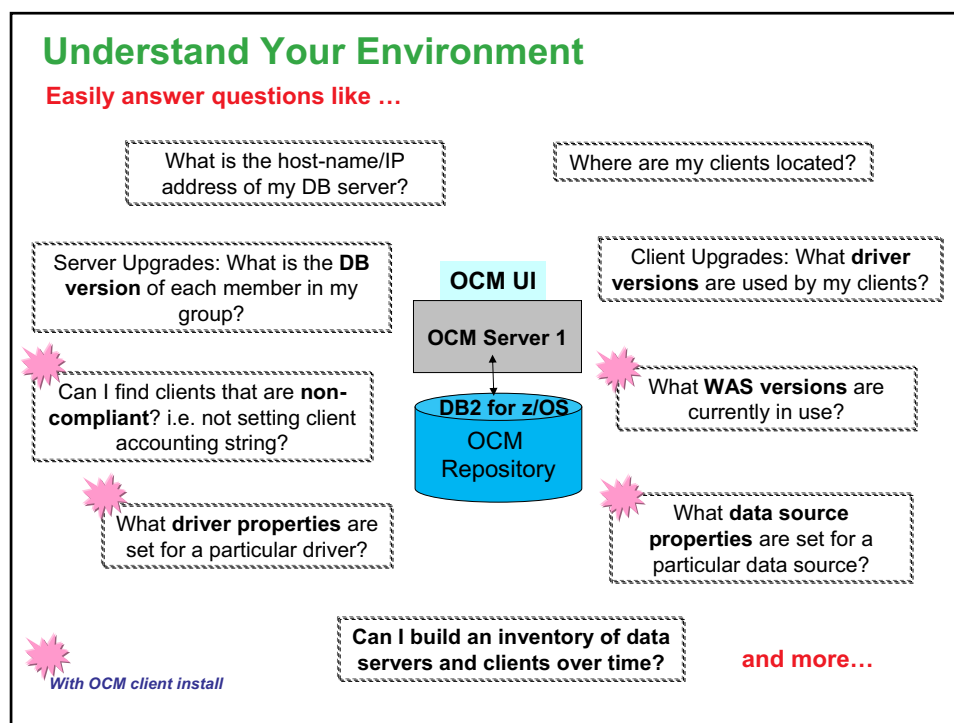 Understand Your Environment
Easily answer questions like …
What is the host-name/IP
address of my DB server?
Where are my clients located?
Server Upgrades: What is the DB
version of each member in my
group?
Client Upgrades: What driver
versions are used by my clients?
OCM UI
OCM Server 1
Can I find clients that are non-
compliant? i.e. not setting client
accounting string?
What WAS versions are
currently in use?
DB2 for z/OS
OCM
Repository
What driver properties are
set for a particular driver?
What data source
properties are set for a
particular data source?
Can I build an inventory of data
servers and clients over time?
and more…
With OCM client install